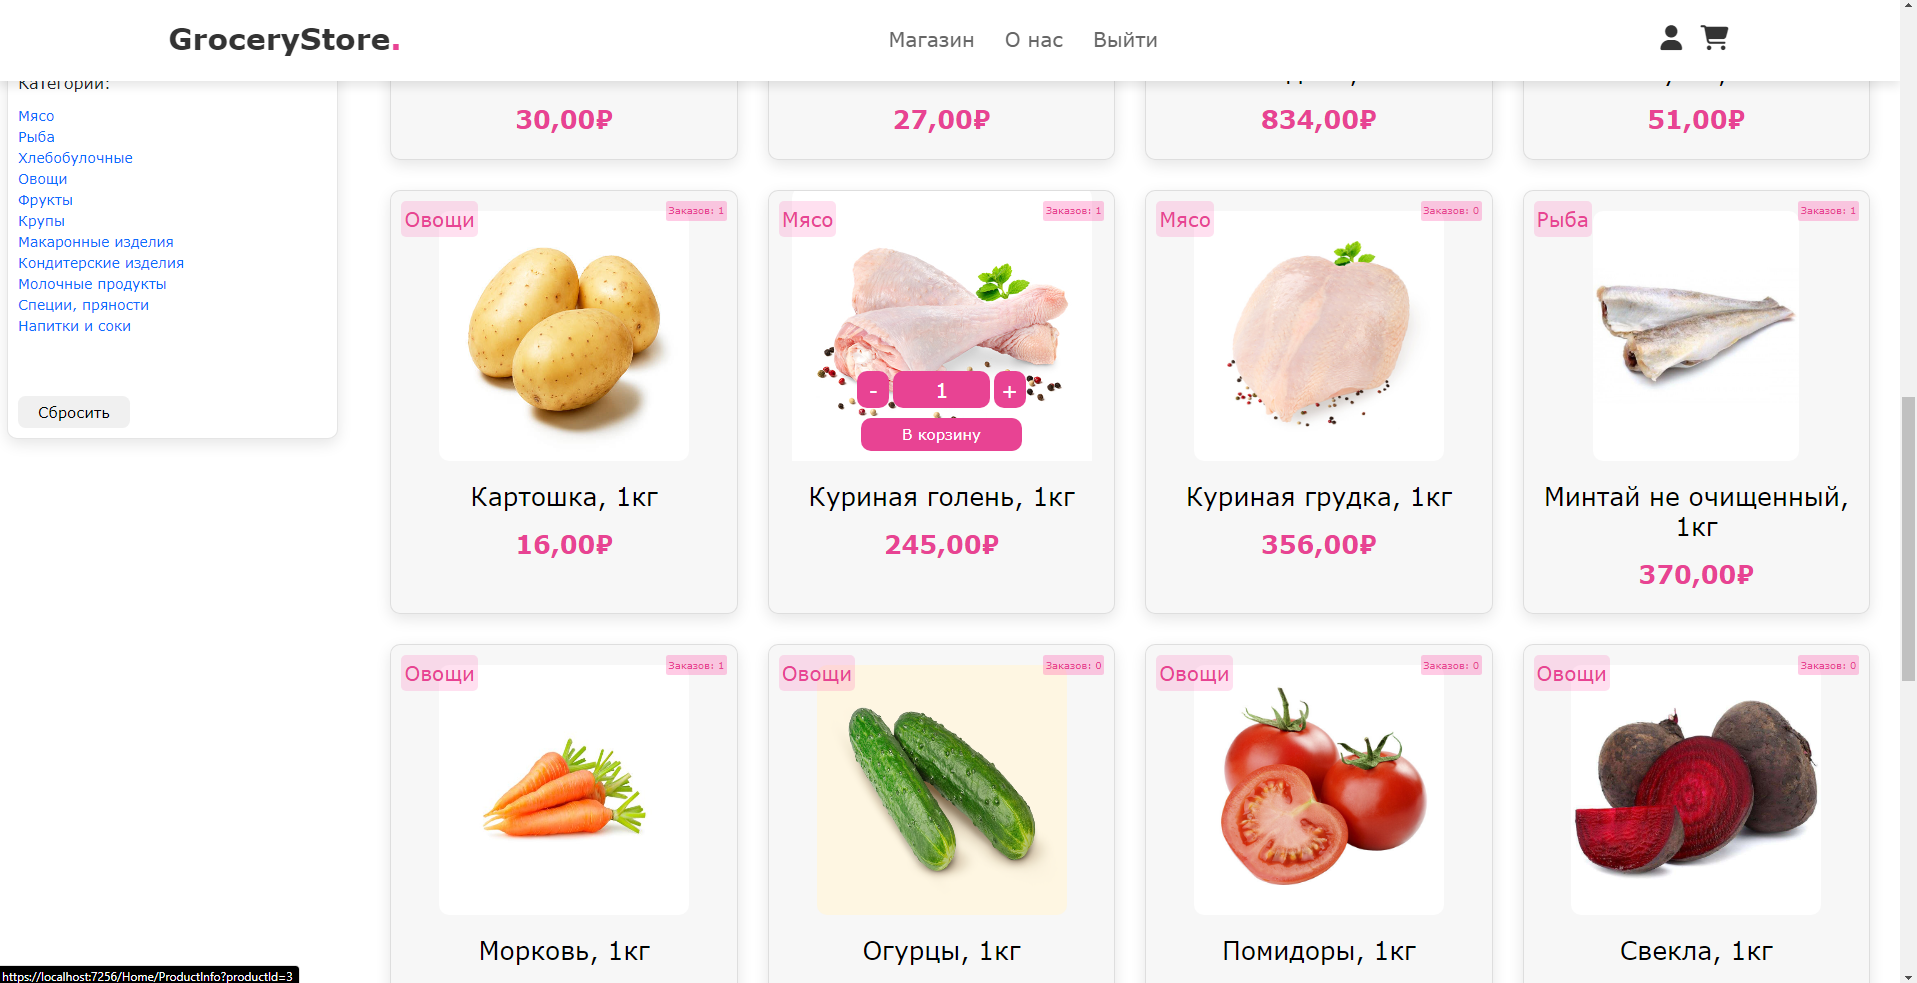 GroceryStore.
Магазин
О нас
Выйти
Категории:
Мясо
Рыба
Хлебобулочные
Овощи
Фрукты
Крупы
Макаронные изделия
Кондитерские изделия
Молочные продукты
Специи, пряности
Напитки и соки
Сбросить
30,00₽
27,00₽
834,00₽
51,00₽
Овощи
Заказов: 1
Картошка, 1кг
16,00₽
Мясо
Заказов: 1
-
1
+
В корзину
Куриная голень, 1кг
245,00₽
Мясо
Заказов: 0
Куриная грудка, 1кг
356,00₽
Рыба
Заказов: 1
Минтай не очищенный,
1кг
370,00₽
Овощи
Заказов: 1
Морковь, 1кг
Овощи
Заказов: 0
Огурцы, 1кг
Овощи
Заказов: 0
Помидоры, 1кг
Овощи
Заказов: 0
Свекла, 1кг
https://localhost:7256/Home/ProductInfo?productId=3